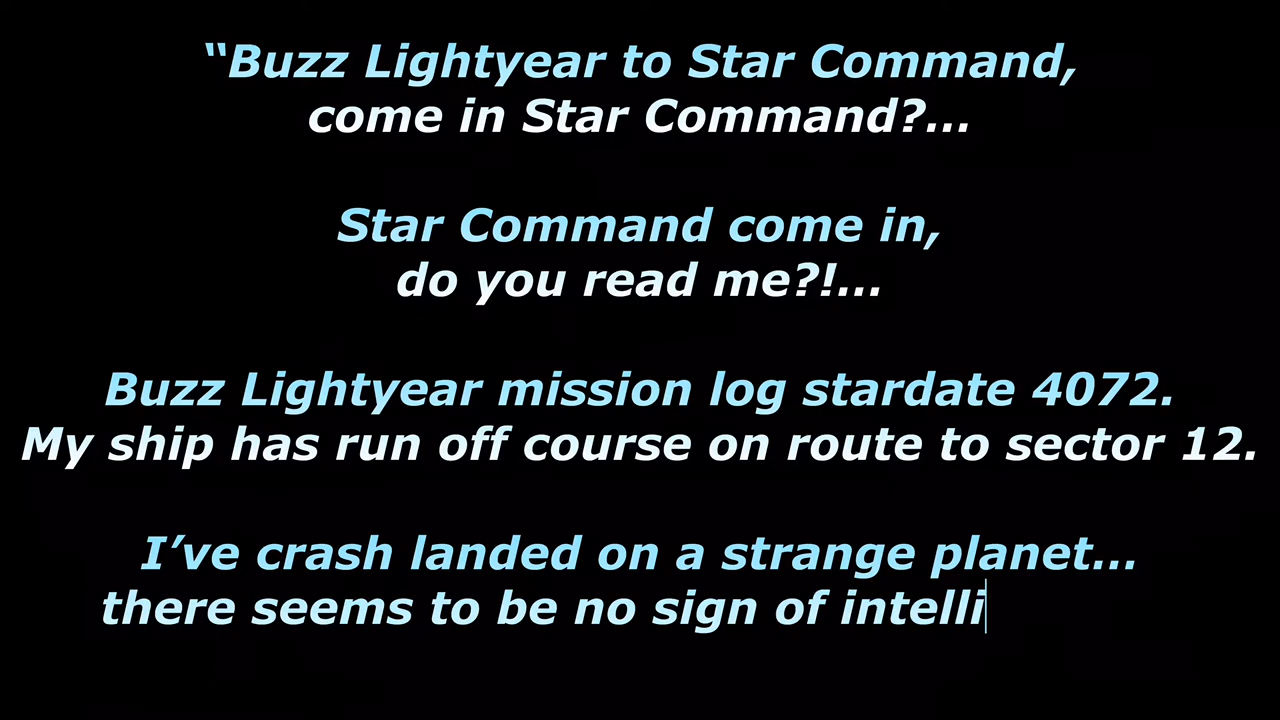 “Buzz Lightyear to Star Command,
come in Star Command?...
Star Command come in,
do you read me?!...
Buzz Lightyear mission log stardate 4072.
My ship has run off course on route to sector 12.
I’ve crash landed on a strange planet...
there seems to be no sign of intelli